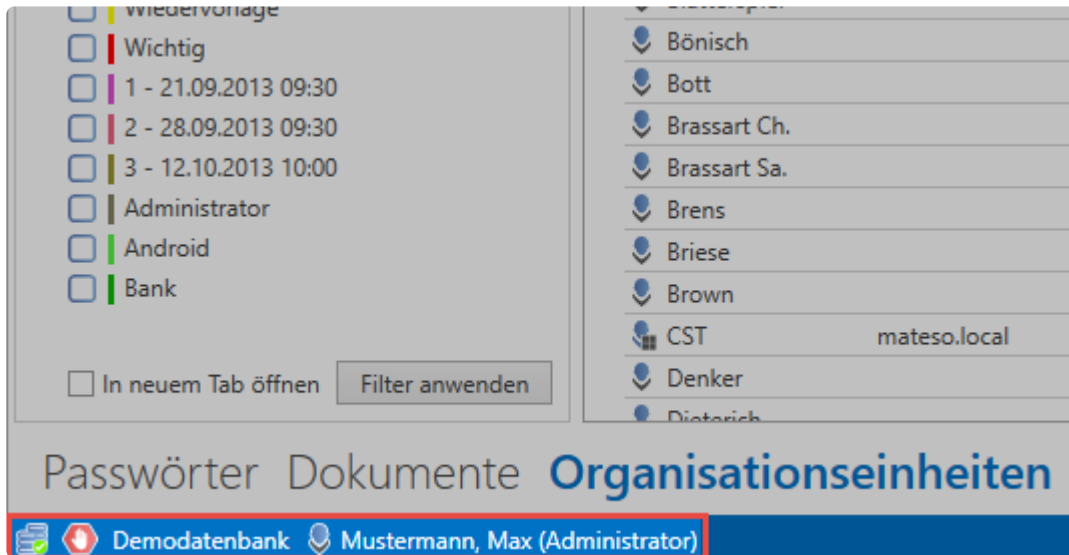 Wiedervorlage
Wichtig
1 - 21.09.2013 09:30
2 - 28.09.2013 09:30
3 - 12.10.2013 10:00
Administrator
Android
Bank
In neuem Tab öffnen
Filter anwenden
Bönisch
Bott
Brassart Ch.
Brassart Sa.
Brens
Briese
Brown
CST mateso.local
Denker
Dieterich
Passwörter Dokumente Organisationseinheiten
Demodatenbank Mustermann, Max (Administrator)